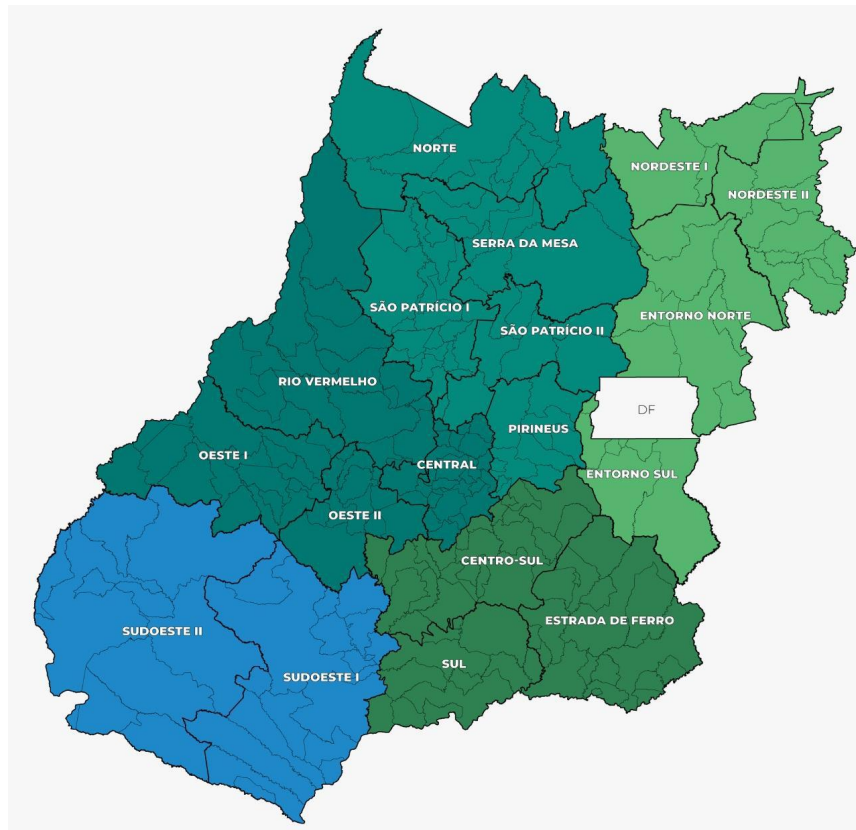 NORTE
NORDESTE I
NORDESTE II
SERRA DA MESA
SÃO PATRÍCIO I
ENTORNO NORTE
SÃO PATRÍCIO II
RIO VERMELHO
DF
PIRINEUS
OESTE I
CENTRAL
ENTORNO SUL
OESTE II
CENTRO-SUL
ESTRADA DE FERRO
SUDOESTE II
SUL
SUDOESTE I